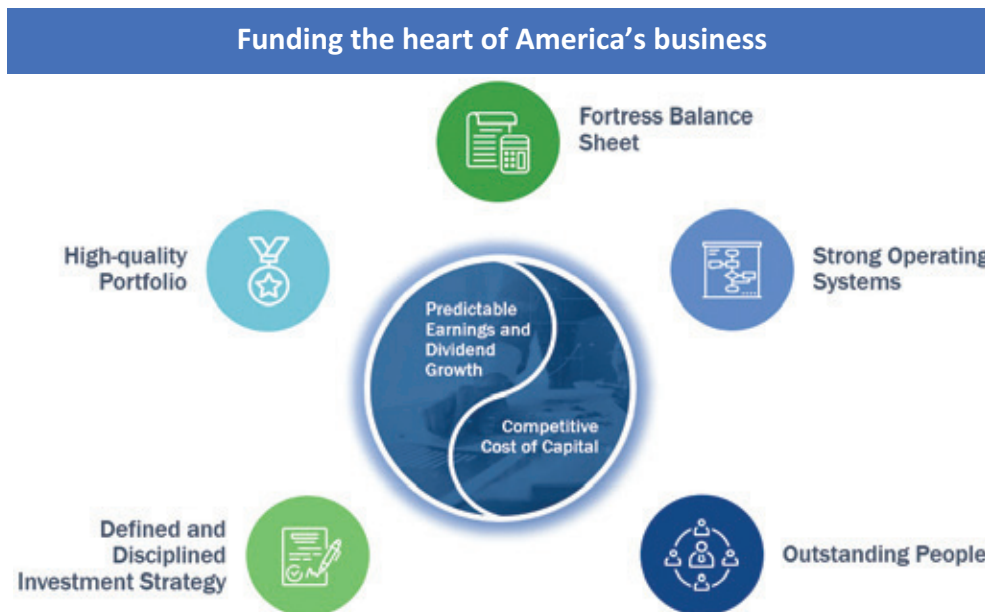 Funding the heart of America’s business
Fortress Balance
Sheet
High-quality
Portfolio
Strong Operating
Systems
Predictable
Earnings and
Dividend
Growth
Competitive
Cost of Capital
Defined and
Disciplined
Investment Strategy
Outstanding People